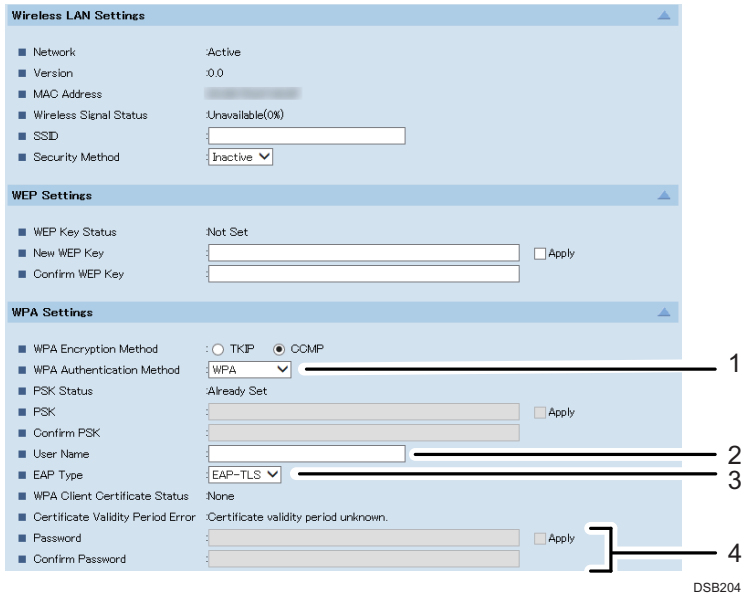 Wireless LAN Settings
Network :Active
Version :0.0
MAC Address
Wireless Signal Status :Unavailable(0%)
SSID :
Security Method : Inactive
WEP Settings
WEP Key Status :Not Set
New WEP Key : Apply
Confirm WEP Key :
WPA Settings
WPA Encryption Method : TKIP CCMP
WPA Authentication Method : WPA 1
PSK Status :Already Set
PSK : Apply
Confirm PSK :
User Name : 2
EAP Type : EAP-TLS 3
WPA Client Certificate Status :None
Certificate Validity Period Error :Certificate validity period unknown.
Password : Apply
4
Confirm Password :
DSB204